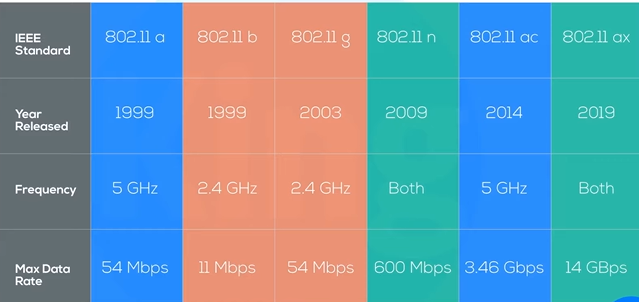 IEEE
Standard
802.11 a
802.11 b
802.11 g
802.11 n
802.11 ac
802.11 ax
Year
Released
1999
1999
2003
2009
2014
2019
Frequency
5 GHz
2.4 GHz
2.4 GHz
Both
5 GHz
Both
Max Data
Rate
54 Mbps
11 Mbps
54 Mbps
600 Mbps
3.46 Gbps
14 GBps